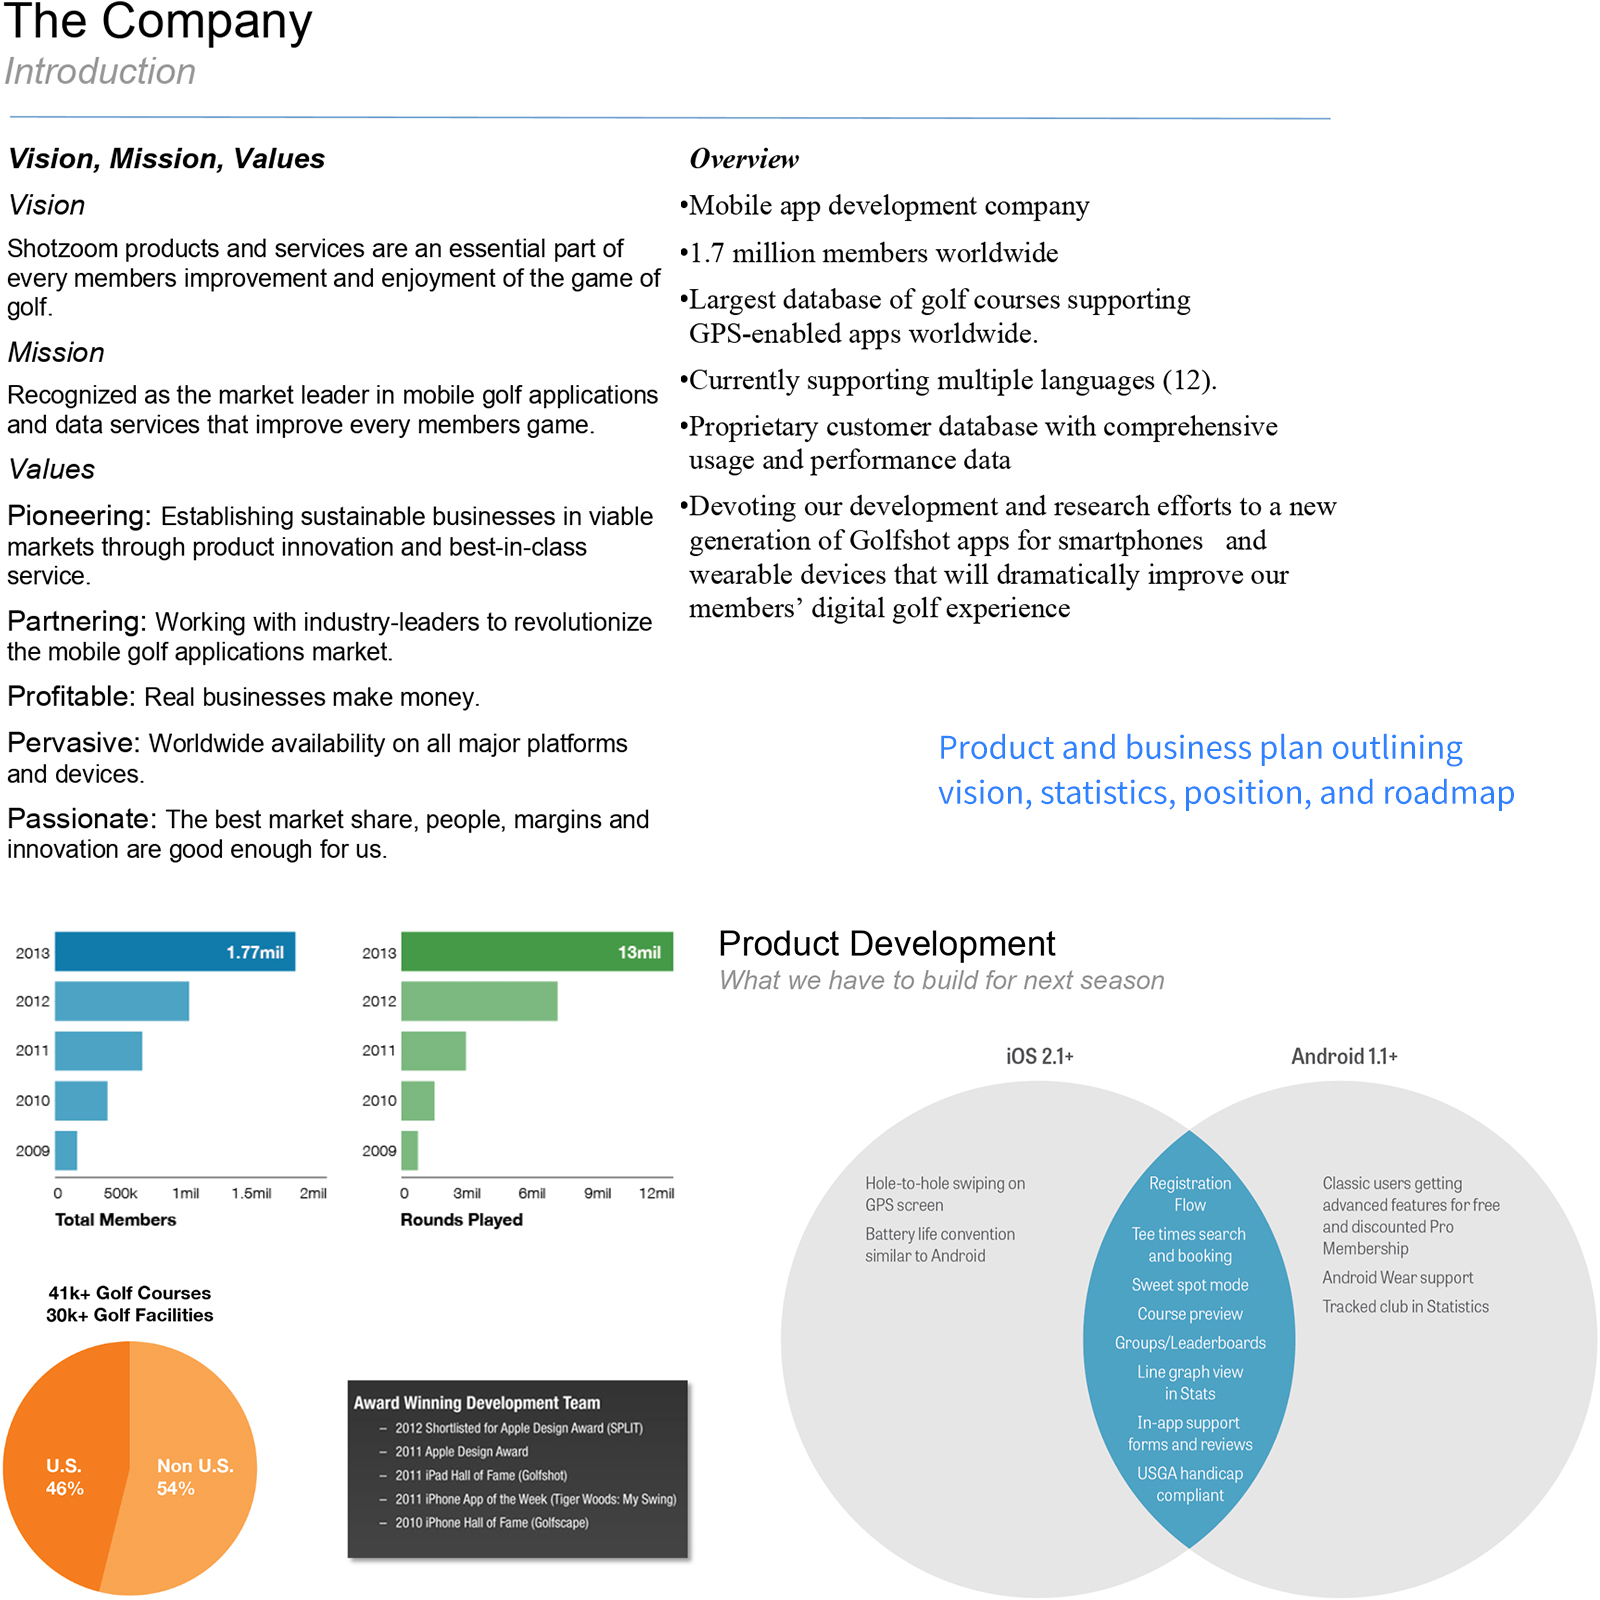 The Company
Introduction
Vision, Mission, Values
Vision
Shotzoom products and services are an essential part of
every members improvement and enjoyment of the game of
golf.
Mission
Recognized as the market leader in mobile golf applications
and data services that improve every members game.
Values
Pioneering: Establishing sustainable businesses in viable
markets through product innovation and best-in-class
service.
Partnering: Working with industry-leaders to revolutionize
the mobile golf applications market.
Profitable: Real businesses make money.
Pervasive: Worldwide availability on all major platforms
and devices.
Passionate: The best market share, people, margins and
innovation are good enough for us.
Overview
•Mobile app development company
•1.7 million members worldwide
•Largest database of golf courses supporting
GPS-enabled apps worldwide.
•Currently supporting multiple languages (12).
•Proprietary customer database with comprehensive
usage and performance data
•Devoting our development and research efforts to a new
generation of Golfshot apps for smartphones and
wearable devices that will dramatically improve our
members’ digital golf experience
Product and business plan outlining
vision, statistics, position, and roadmap
2013 1.77mil
2012
2011
2010
2009
0 500k 1mil 1.5mil 2mil
Total Members
2013 13mil
2012
2011
2010
2009
0 3mil 6mil 9mil 12mil
Rounds Played
41k+ Golf Courses
30k+ Golf Facilities
U.S.
46%
Non U.S.
54%
Award Winning Development Team
– 2012 Shortlisted for Apple Design Award (SPLIT)
– 2011 Apple Design Award
– 2011 iPad Hall of Fame (Golfshot)
– 2011 iPhone App of the Week (Tiger Woods: My Swing)
– 2010 iPhone Hall of Fame (Golfscape)
Product Development
What we have to build for next season
iOS 2.1+
Hole-to-hole swiping on
GPS screen
Battery life convention
similar to Android
Registration
Flow
Tee times search
and booking
Sweet spot mode
Course preview
Groups/Leaderboards
Line graph view
in Stats
In-app support
forms and reviews
USGA handicap
compliant
Android 1.1+
Classic users getting
advanced features for free
and discounted Pro
Membership
Android Wear support
Tracked club in Statistics